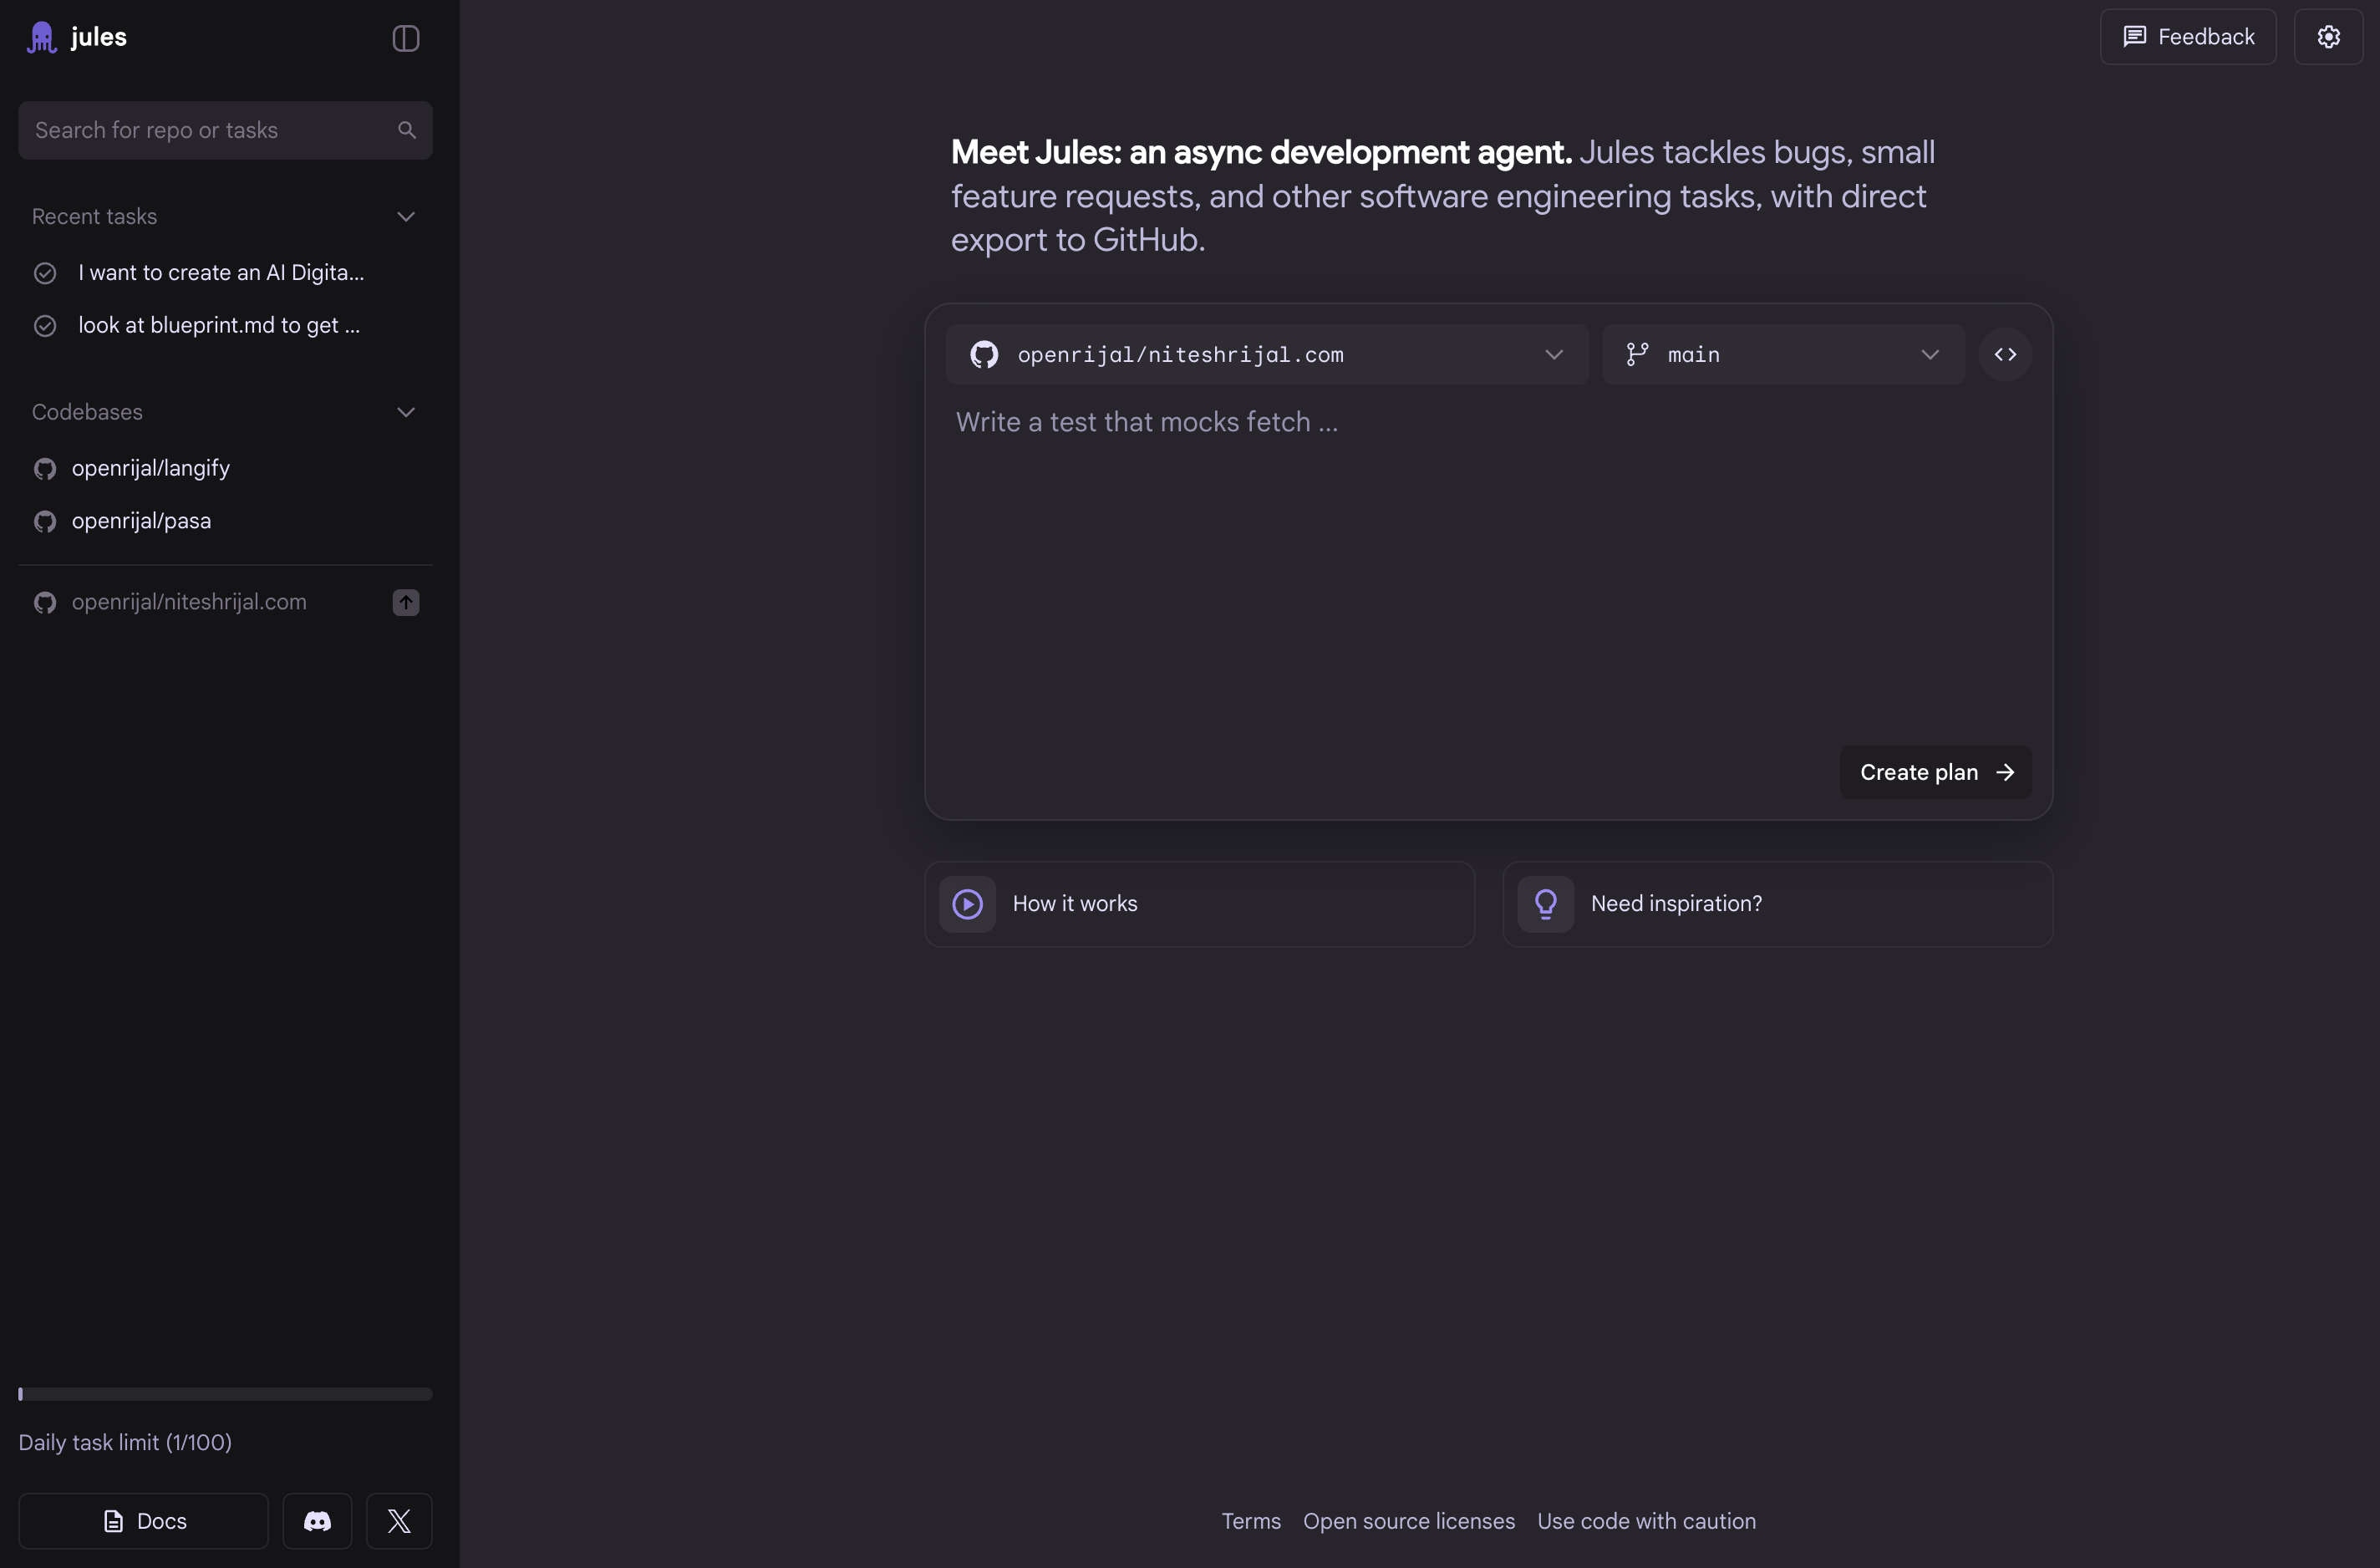 jules
Search for repo or tasks
Recent tasks
I want to create an AI Digita...
look at blueprint.md to get ...
Codebases
openrijal/langify
openrijal/pasa
openrijal/niteshrijal.com
Daily task limit (1/100)
Docs
Feedback
Meet Jules: an async development agent. Jules tackles bugs, small
feature requests, and other software engineering tasks, with direct
export to GitHub.
openrijal/niteshrijal.com
main
Write a test that mocks fetch ...
Create plan
How it works
Need inspiration?
Terms Open source licenses Use code with caution